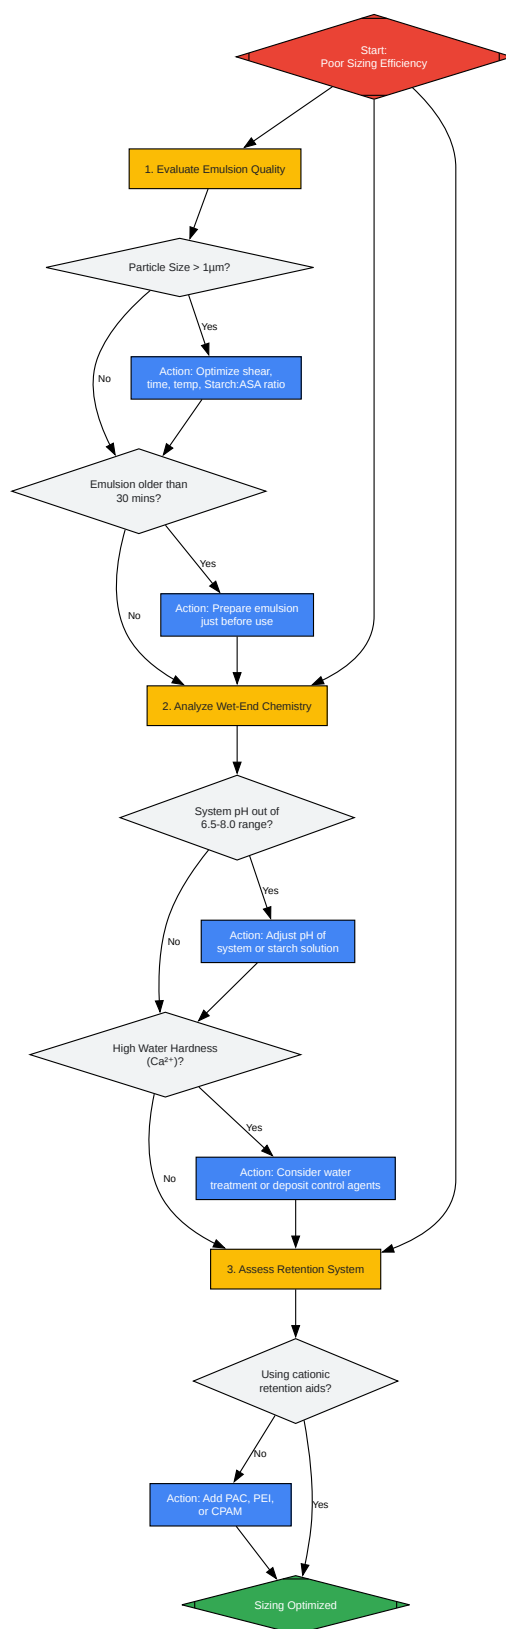 Start:
Poor Sizing Efficiency
1. Evaluate Emulsion Quality
Particle Size > 1µm?
Yes
No
Action: Optimize shear,
time, temp, Starch:ASA ratio
Emulsion older than
30 mins?
Yes
No
Action: Prepare emulsion
just before use
2. Analyze Wet-End Chemistry
System pH out of
6.5-8.0 range?
Yes
No
Action: Adjust pH of
system or starch solution
High Water Hardness
(Ca²⁺)?
Yes
No
Action: Consider water
treatment or deposit control agents
3. Assess Retention System
Using cationic
retention aids?
No
Yes
Action: Add PAC, PEI,
or CPAM
Sizing Optimized